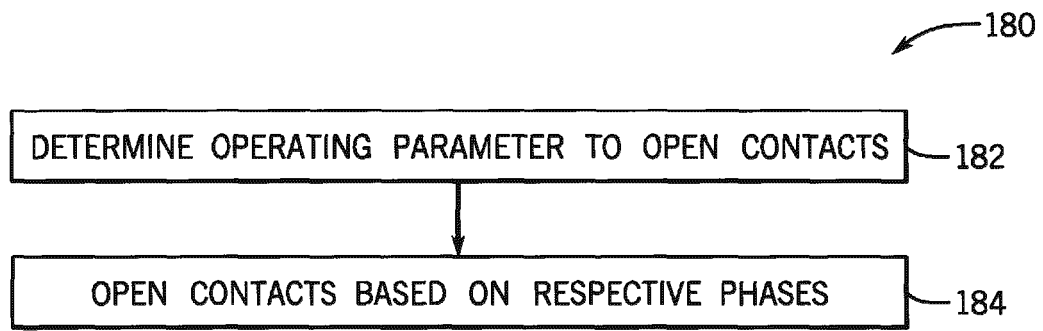 180
DETERMINE OPERATING PARAMETER TO OPEN CONTACTS
182
OPEN CONTACTS BASED ON RESPECTIVE PHASES
184